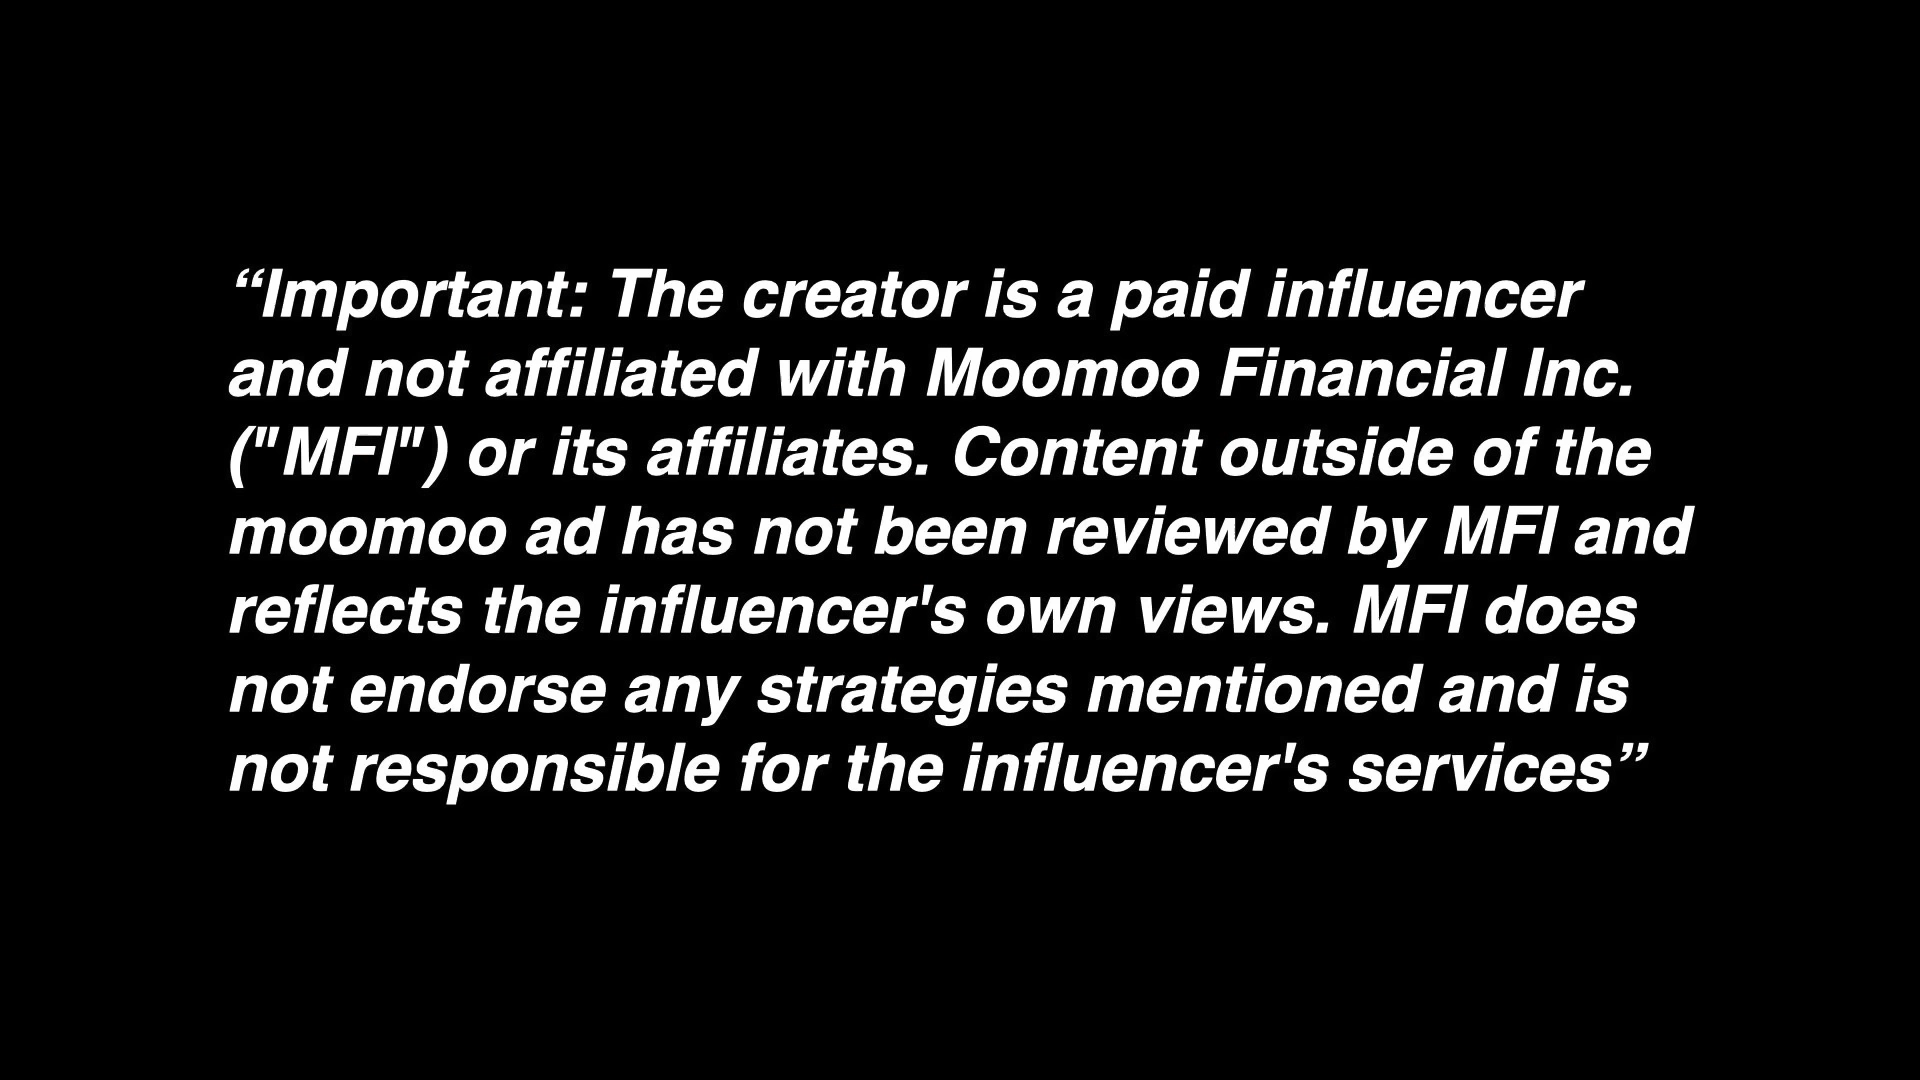 “Important: The creator is a paid influencer
and not affiliated with Moomoo Financial Inc.
("MFI") or its affiliates. Content outside of the
moomoo ad has not been reviewed by MFI and
reflects the influencer's own views. MFI does
not endorse any strategies mentioned and is
not responsible for the influencer's services”